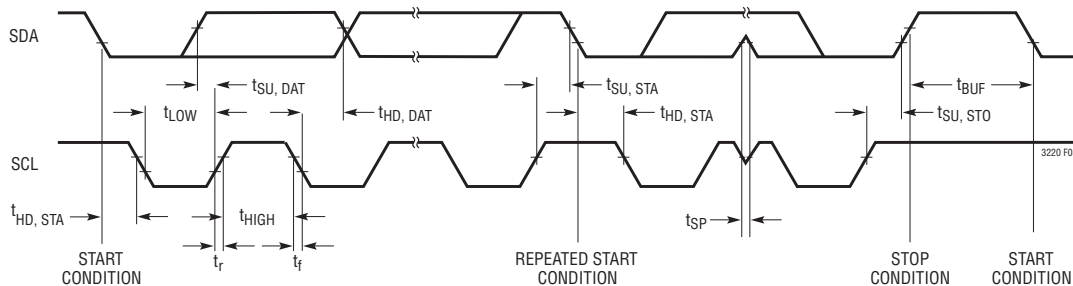 SDA
tSU, DAT
tSU, STA
tBUF
tLOW
tHD, DAT
tHD, STA
tSU, STO
SCL
3220 F0
tHD, STA
tHIGH
tSP
tr
tf
START
CONDITION
REPEATED START
CONDITION
STOP
CONDITION
START
CONDITION